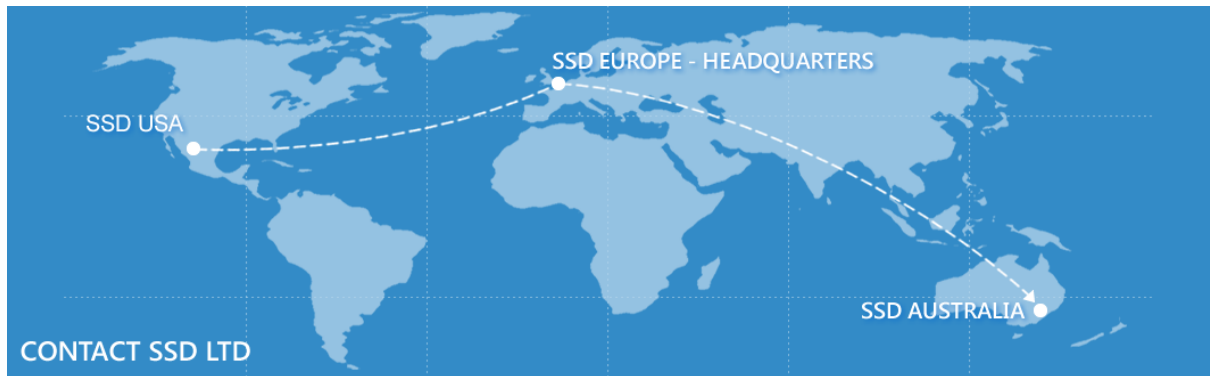 SSD EUROPE - HEADQUARTERS
SSD USA
SSD AUSTRALIA
CONTACT SSD LTD